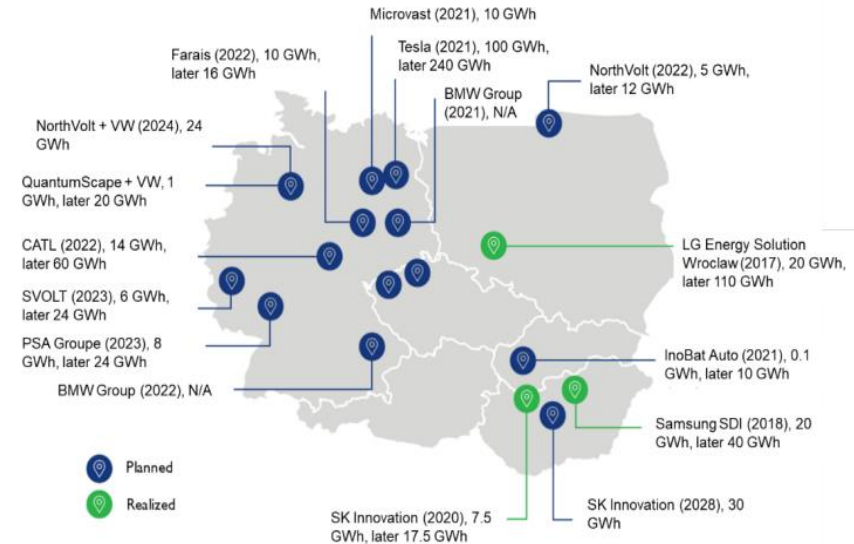 Microvast (2021), 10 GWh
Farais (2022), 10 GWh,
later 16 GWh
Tesla (2021), 100 GWh,
later 240 GWh
NorthVolt (2022), 5 GWh,
later 12 GWh
BMW Group
(2021), N/A
NorthVolt + VW (2024), 24
GWh
QuantumScape + VW, 1
GWh, later 20 GWh
CATL (2022), 14 GWh,
later 60 GWh
LG Energy Solution
Wroclaw (2017), 20 GWh,
later 110 GWh
SVOLT (2023), 6 GWh,
later 24 GWh
PSA Groupe (2023), 8
GWh, later 24 GWh
InoBat Auto (2021), 0.1
GWh, later 10 GWh
BMW Group (2022), N/A
Samsung SDI (2018), 20
GWh, later 40 GWh
Planned
Realized
SK Innovation (2020), 7.5
GWh, later 17.5 GWh
SK Innovation (2028), 30
GWh